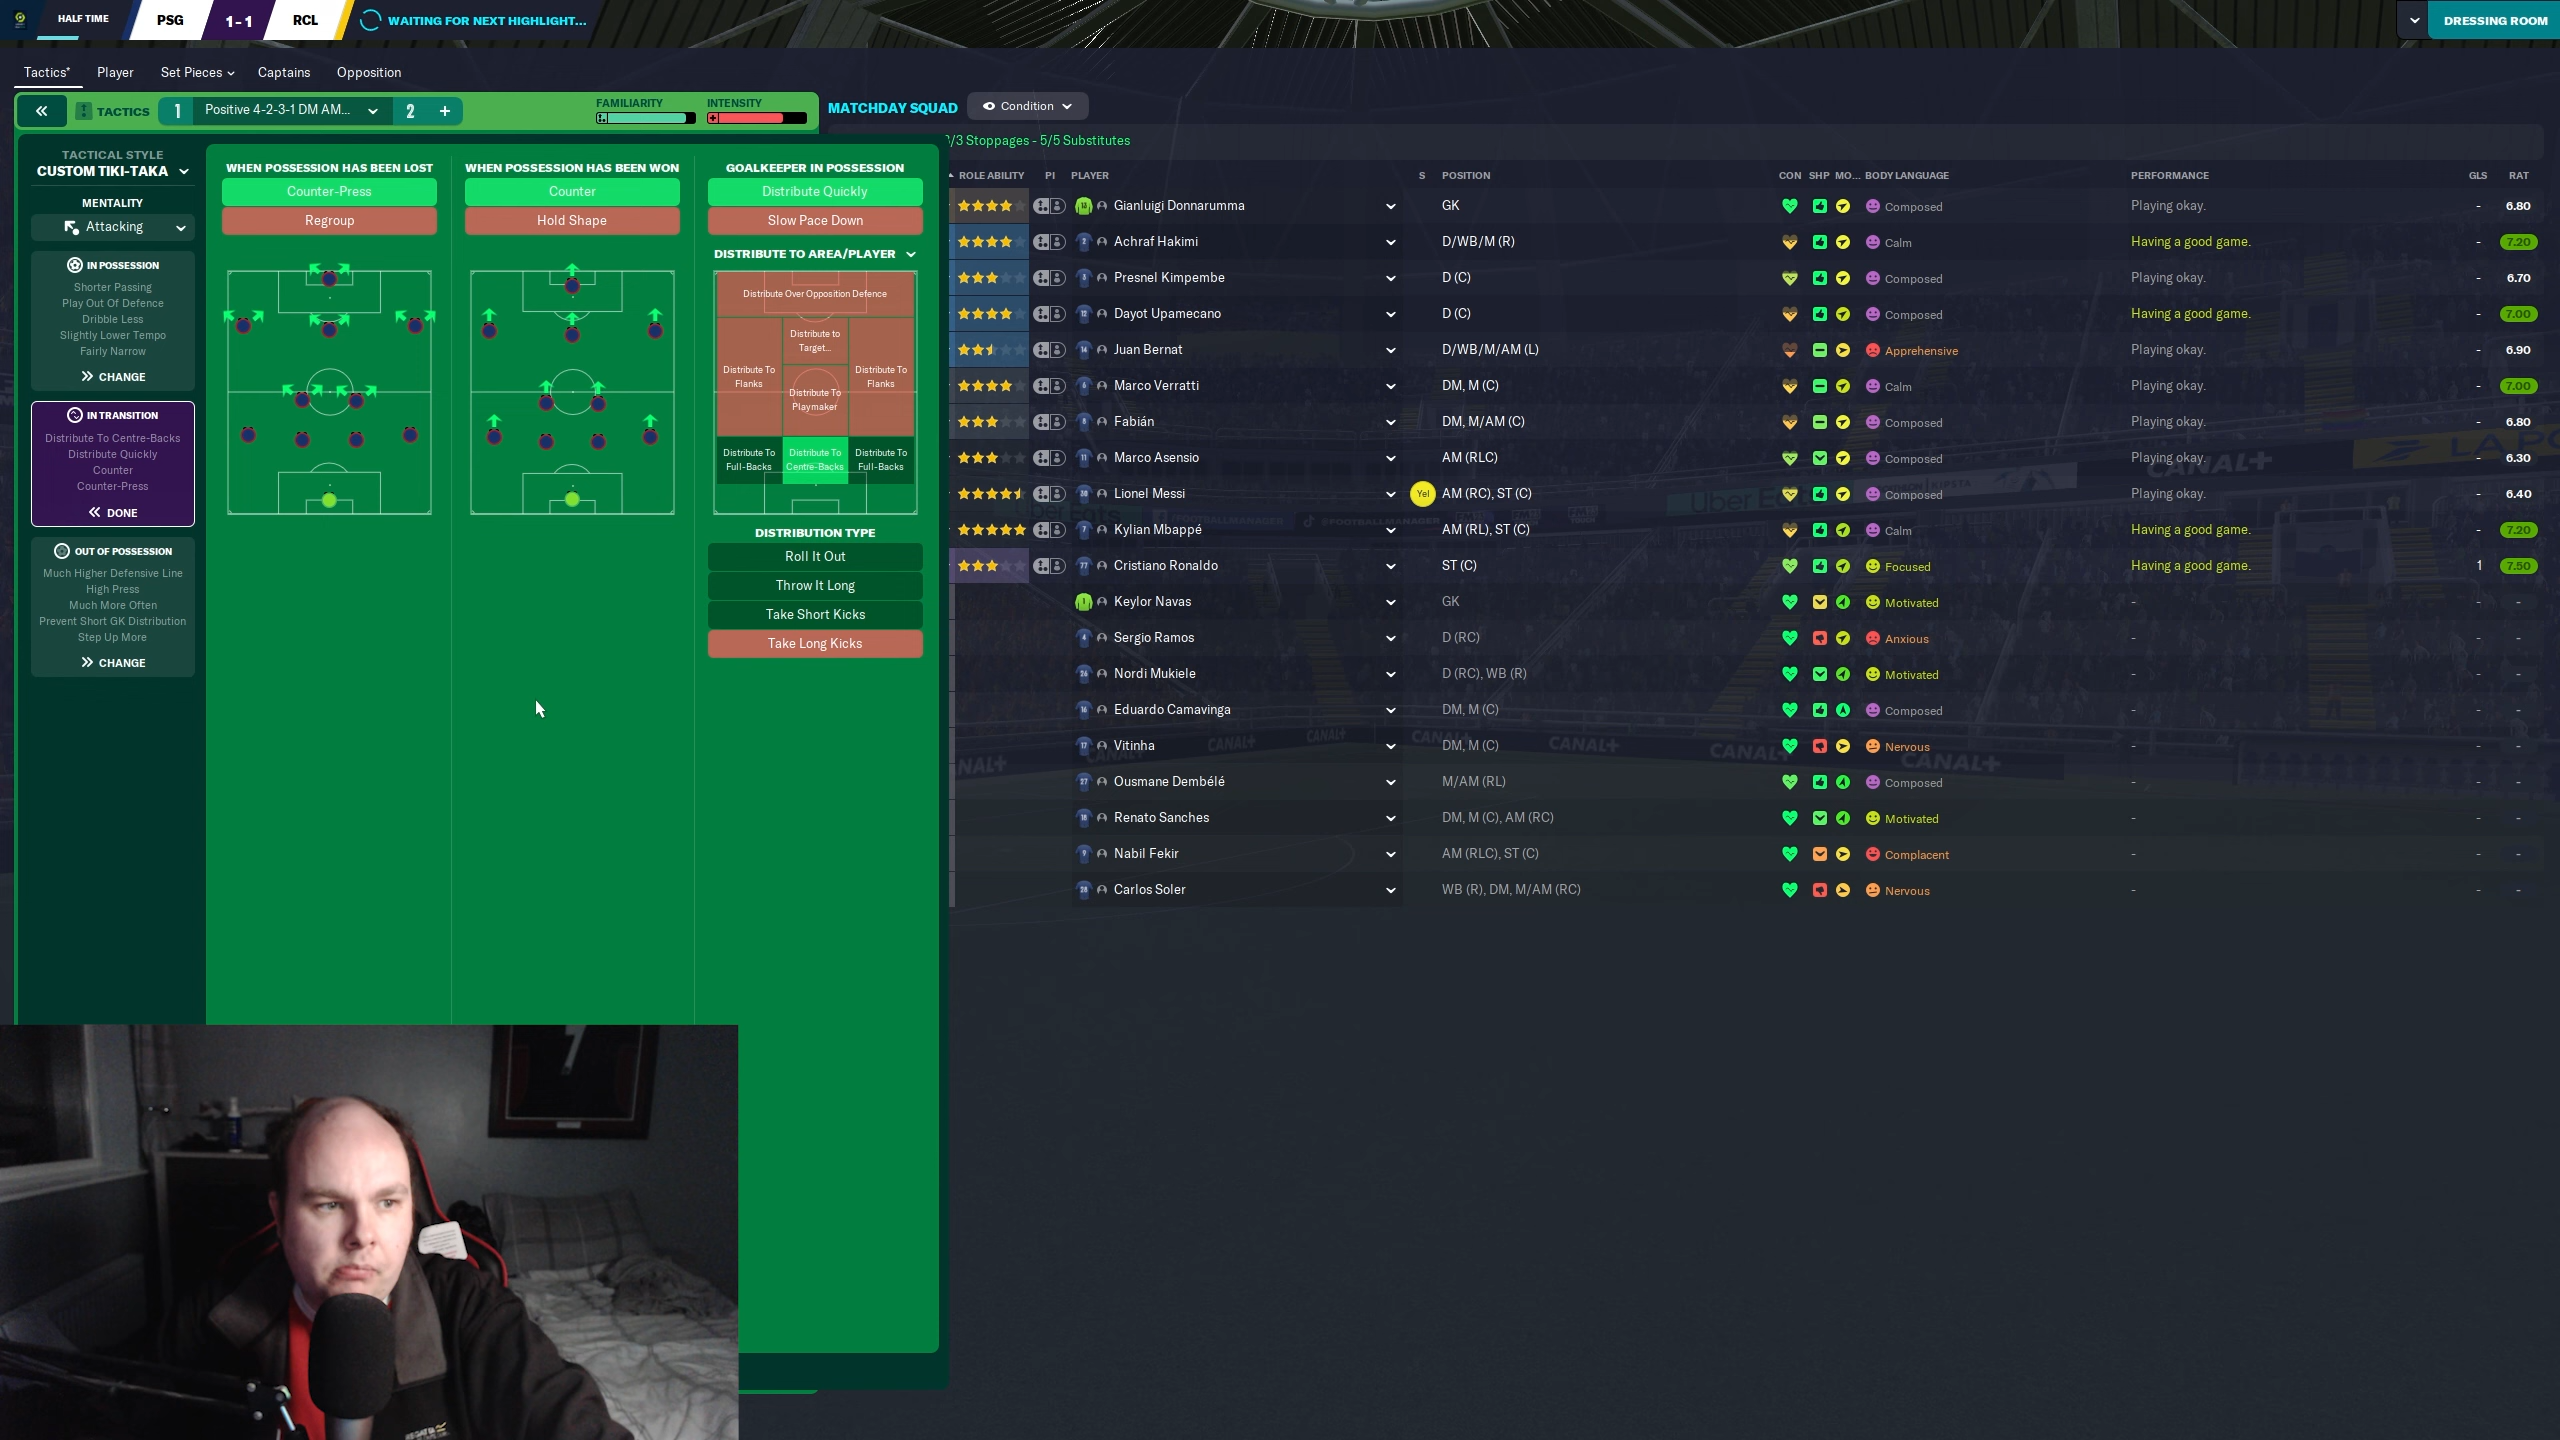 HALF TIME PSG 1 - 1 RCL WAITING FOR NEXT HIGHLIGHT... DRESSING ROOM
Tactics* Player Set Pieces Captains Opposition
TACTICS 1 Positive 4-2-3-1 DM AM... 2 + FAMILIARITY INTENSITY
MATCHDAY SQUAD Condition
/3 Stoppages - 5/5 Substitutes
TACTICAL STYLE
CUSTOM TIKI-TAKA
MENTALITY
Attacking
IN POSSESSION
Shorter Passing
Play Out Of Defence
Dribble Less
Slightly Lower Tempo
Fairly Narrow
CHANGE
IN TRANSITION
Distribute To Centre-Backs
Distribute Quickly
Counter
Counter-Press
DONE
OUT OF POSSESSION
Much Higher Defensive Line
High Press
Much More Often
Prevent Short GK Distribution
Step Up More
CHANGE
WHEN POSSESSION HAS BEEN LOST
Counter-Press
Regroup
WHEN POSSESSION HAS BEEN WON
Counter
Hold Shape
GOALKEEPER IN POSSESSION
Distribute Quickly
Slow Pace Down
DISTRIBUTE TO AREA/PLAYER
Distribute Over Opposition Defence
Distribute to
Target...
Distribute To
Flanks
Distribute To
Playmaker
Distribute To
Flanks
Distribute To
Full-Backs
Distribute To
Centre-Backs
Distribute To
Full-Backs
DISTRIBUTION TYPE
Roll It Out
Throw It Long
Take Short Kicks
Take Long Kicks
ROLE ABILITY PI PLAYER S POSITION CON SHP MO... BODY LANGUAGE PERFORMANCE GLS RAT
Gianluigi Donnarumma GK Composed Playing okay. - 6.80
Achraf Hakimi D/WB/M (R) Calm Having a good game. - 7.20
Presnel Kimpembe D (C) Composed Playing okay. - 6.70
Dayot Upamecano D (C) Composed Having a good game. - 7.00
Juan Bernat D/WB/M/AM (L) Apprehensive Playing okay. - 6.90
Marco Verratti DM, M (C) Calm Playing okay. - 7.00
Fabián DM, M/AM (C) Composed Playing okay. - 6.80
Marco Asensio AM (RLC) Composed Playing okay. - 6.30
Lionel Messi Yel AM (RC), ST (C) Composed Playing okay. - 6.40
Kylian Mbappé AM (RL), ST (C) Calm Having a good game. - 7.20
Cristiano Ronaldo ST (C) Focused Having a good game. 1 7.50
Keylor Navas GK Motivated - - -
Sergio Ramos D (RC) Anxious - - -
Nordi Mukiele D (RC), WB (R) Motivated - - -
Eduardo Camavinga DM, M (C) Composed - - -
Vitinha DM, M (C) Nervous - - -
Ousmane Dembélé M/AM (RL) Composed - - -
Renato Sanches DM, M (C), AM (RC) Motivated - - -
Nabil Fekir AM (RLC), ST (C) Complacent - - -
Carlos Soler WB (R), DM, M/AM (RC) Nervous - - -
CANAL+
CANAL+ CANAL+ CANAL+ CANAL+ CANAL+ CANAL+
Uber Eats